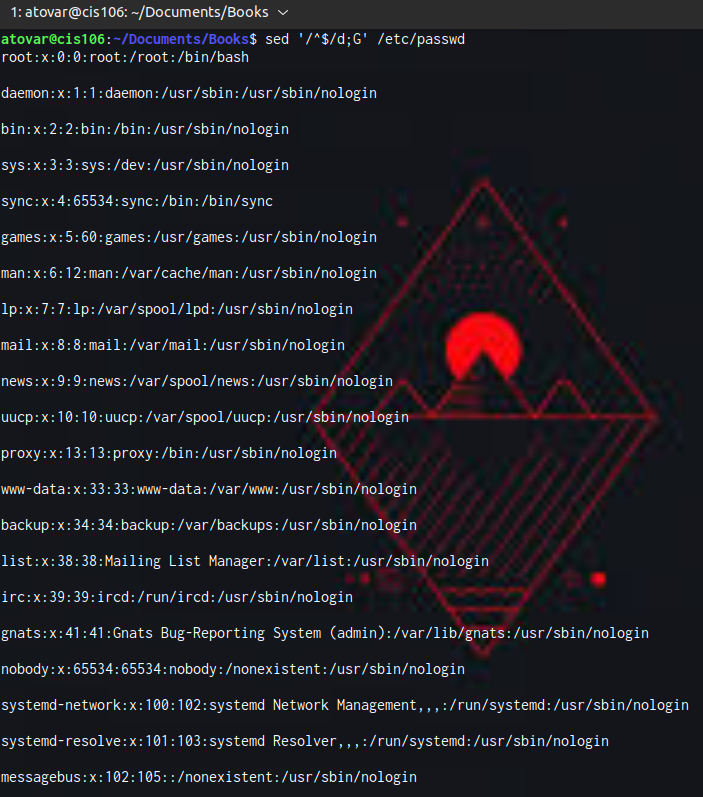 1: atovar@cis106: ~/Documents/Books
atovar@cis106:~/Documents/Books$ sed '/^$/d;G' /etc/passwd
root:x:0:0:root:/root:/bin/bash
daemon:x:1:1:daemon:/usr/sbin:/usr/sbin/nologin
bin:x:2:2:bin:/bin:/usr/sbin/nologin
sys:x:3:3:sys:/dev:/usr/sbin/nologin
sync:x:4:65534:sync:/bin:/bin/sync
games:x:5:60:games:/usr/games:/usr/sbin/nologin
man:x:6:12:man:/var/cache/man:/usr/sbin/nologin
lp:x:7:7:lp:/var/spool/lpd:/usr/sbin/nologin
mail:x:8:8:mail:/var/mail:/usr/sbin/nologin
news:x:9:9:news:/var/spool/news:/usr/sbin/nologin
uucp:x:10:10:uucp:/var/spool/uucp:/usr/sbin/nologin
proxy:x:13:13:proxy:/bin:/usr/sbin/nologin
www-data:x:33:33:www-data:/var/www:/usr/sbin/nologin
backup:x:34:34:backup:/var/backups:/usr/sbin/nologin
list:x:38:38:Mailing List Manager:/var/list:/usr/sbin/nologin
irc:x:39:39:ircd:/run/ircd:/usr/sbin/nologin
gnats:x:41:41:Gnats Bug-Reporting System (admin):/var/lib/gnats:/usr/sbin/nologin
nobody:x:65534:65534:nobody:/nonexistent:/usr/sbin/nologin
systemd-network:x:100:102:systemd Network Management,,,:/run/systemd:/usr/sbin/nologin
systemd-resolve:x:101:103:systemd Resolver,,,:/run/systemd:/usr/sbin/nologin
messagebus:x:102:105::/nonexistent:/usr/sbin/nologin